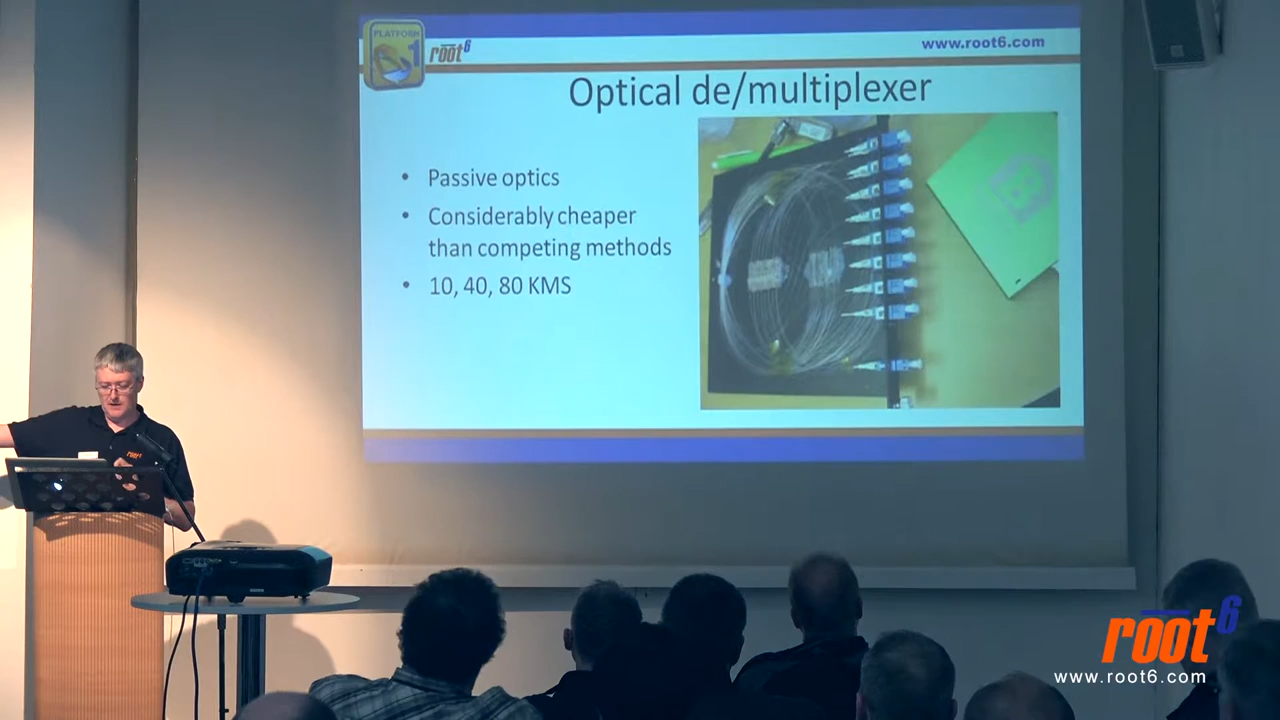 PLATFORM
1
root6
www.root6.com
Optical de/multiplexer
• Passive optics
• Considerably cheaper
than competing methods
• 10, 40, 80 KMS
root6
root6
www.root6.com